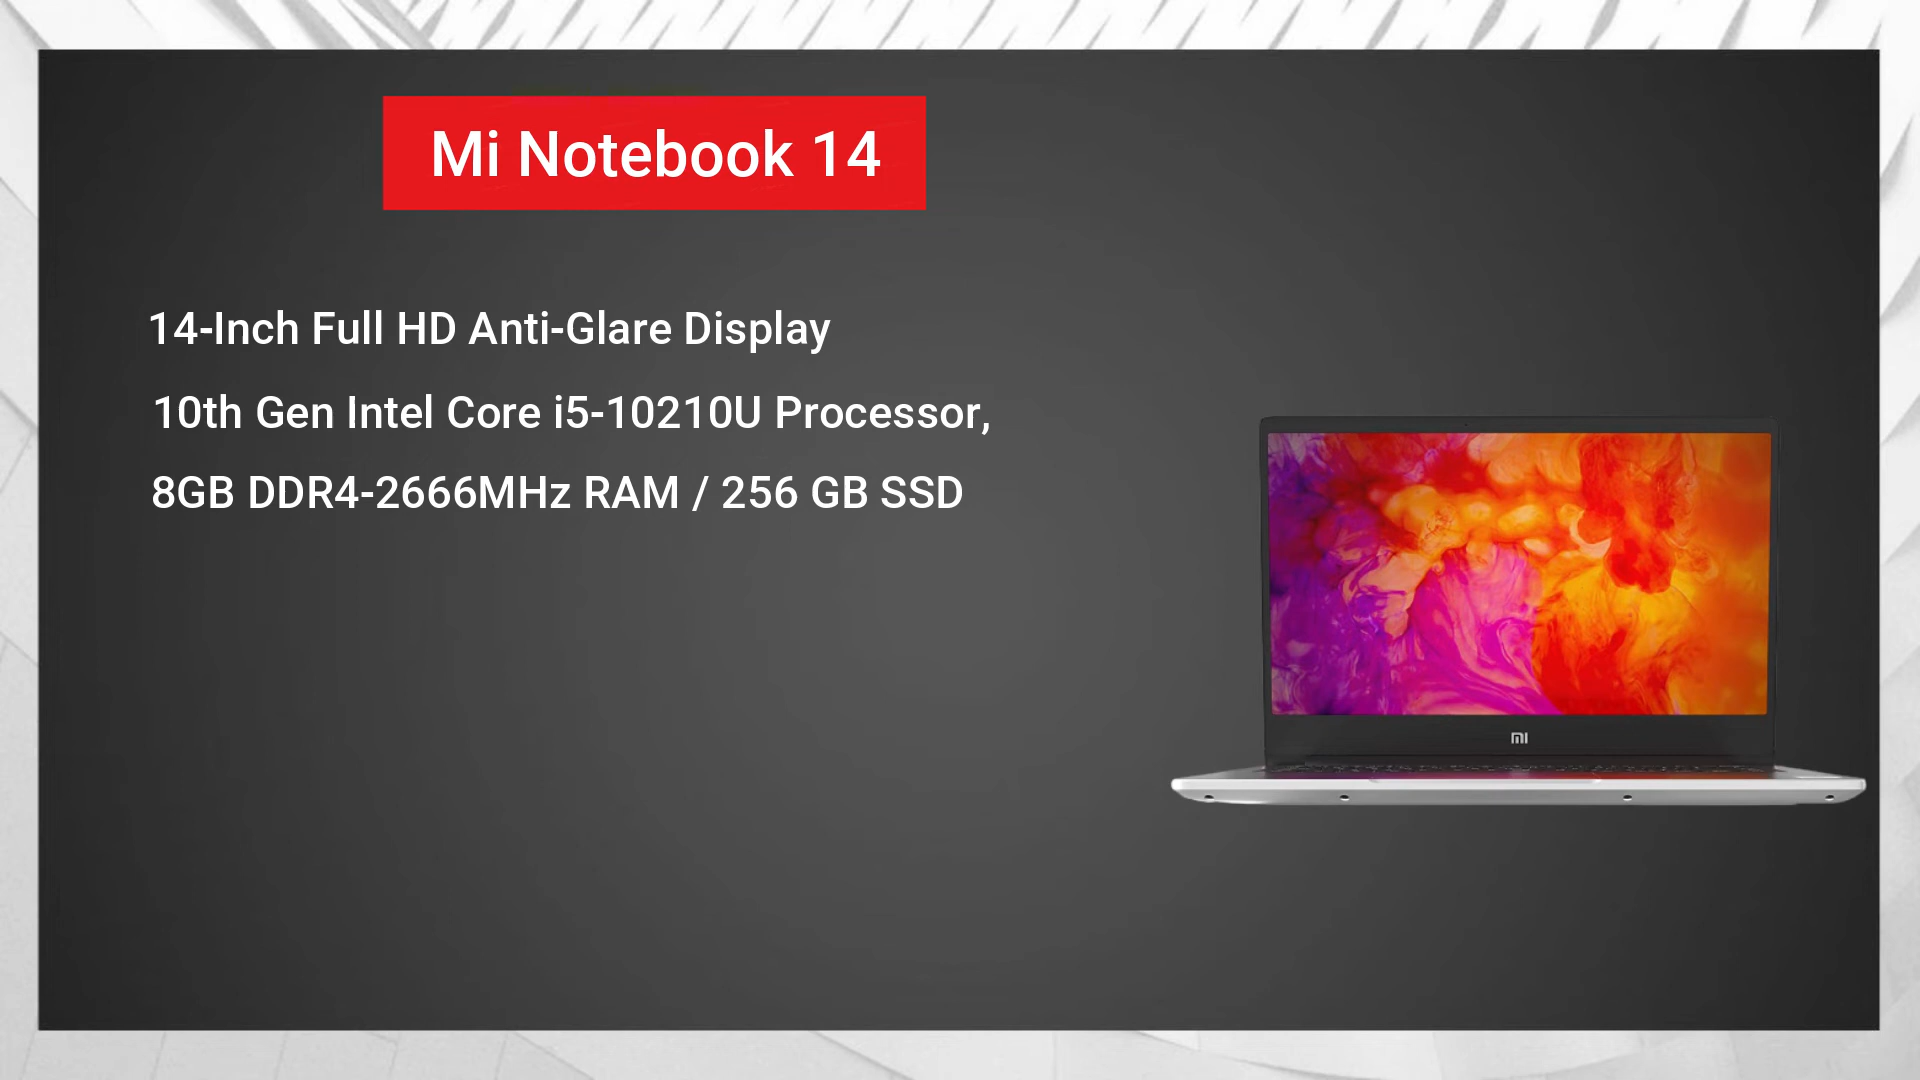 Mi Notebook 14
14-Inch Full HD Anti-Glare Display
10th Gen Intel Core i5-10210U Processor,
8GB DDR4-2666MHz RAM / 256 GB SSD
mi